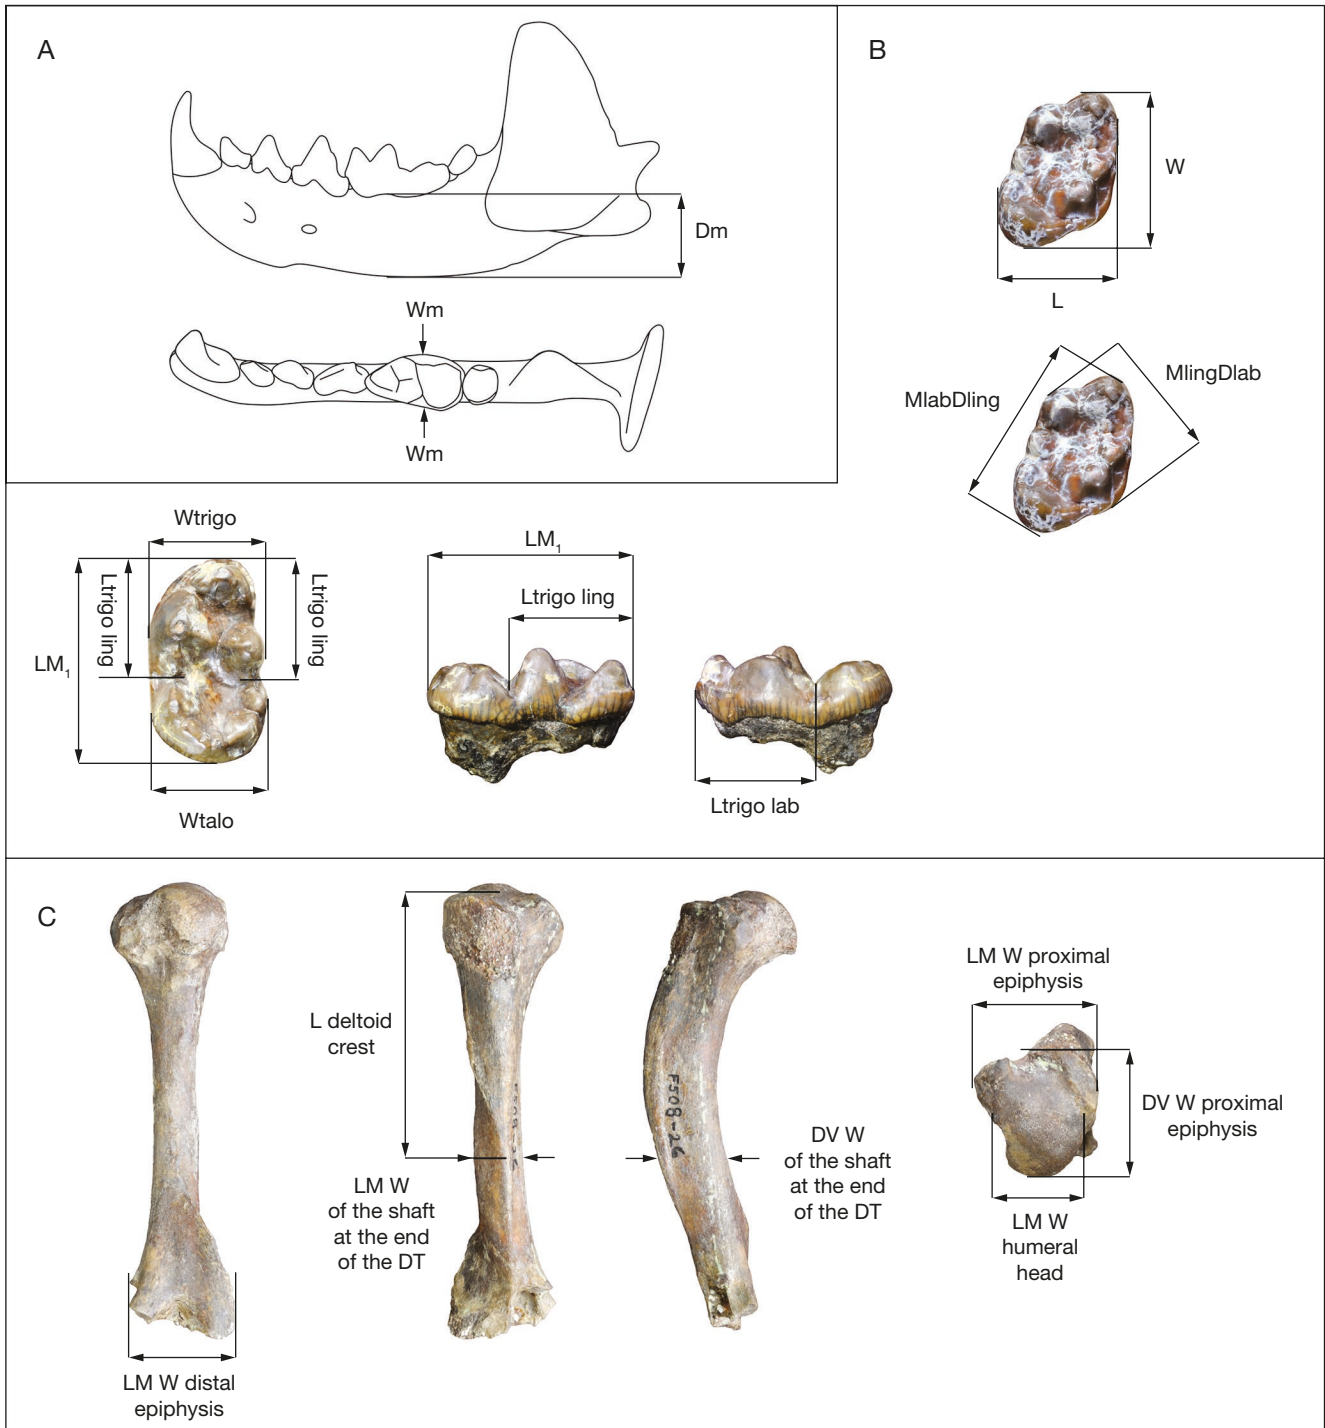 A
Dm
Wm
Wm
B
W
L
MlabDling
MlingDlab
Wtrigo
Ltrigo ling
Ltrigo ling
LM₁
Wtalo
LM₁
Ltrigo ling
Ltrigo lab
C
LM W distal
epiphysis
L deltoid
crest
F508-26
LM W
of the shaft
at the end
of the DT
F508-26
DV W
of the shaft
at the end
of the DT
LM W proximal
epiphysis
DV W proximal
epiphysis
LM W
humeral
head